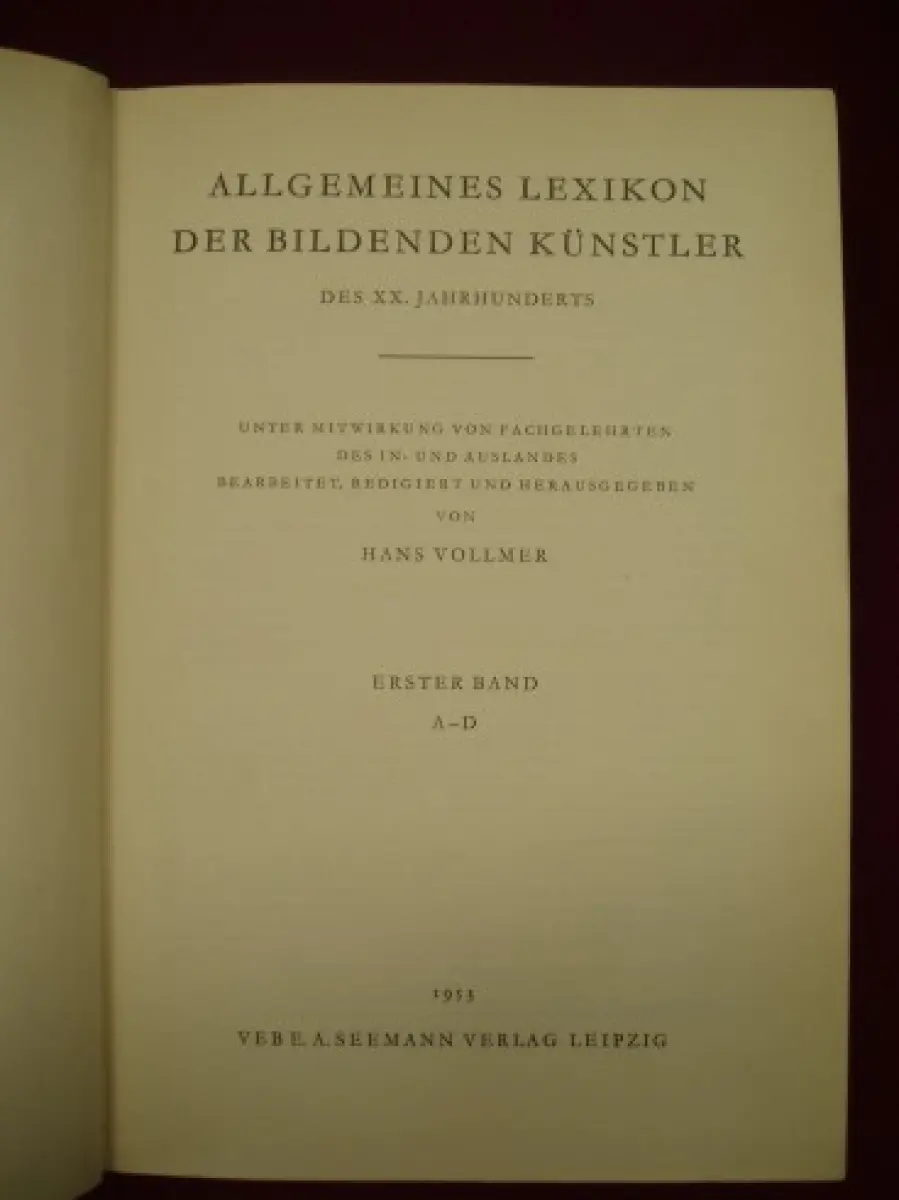 ALLGEMEINES LEXIKON
DER BILDENDEN KÜNSTLER
DES XX. JAHRHUNDERTS
UNTER MITWIRKUNG VON FACHGELEHRTEN
DES IN- UND AUSLANDES
BEARBEITET, REDIGIERT UND HERAUSGEGEBEN
VON
HANS VOLLMER
ERSTER BAND
A–D
1953
VEB E. A. SEEMANN VERLAG LEIPZIG